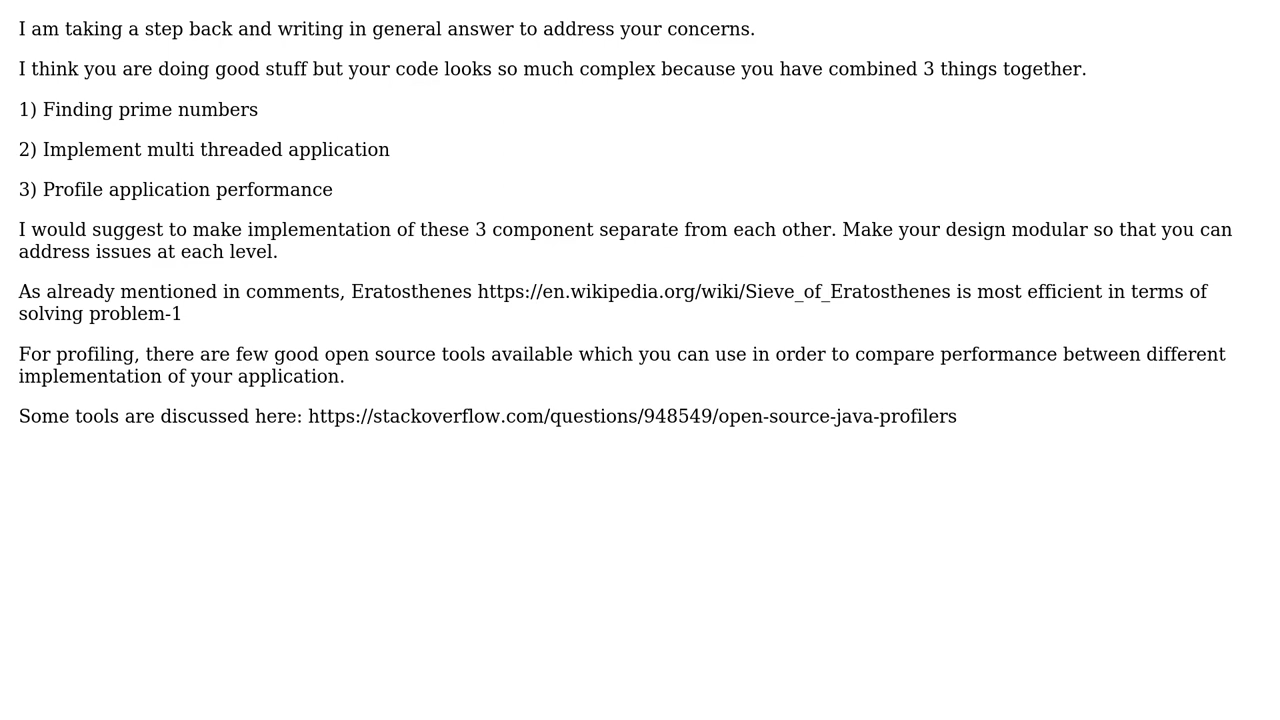 I am taking a step back and writing in general answer to address your concerns.
I think you are doing good stuff but your code looks so much complex because you have combined 3 things together.
1) Finding prime numbers
2) Implement multi threaded application
3) Profile application performance
I would suggest to make implementation of these 3 component separate from each other. Make your design modular so that you can
address issues at each level.
As already mentioned in comments, Eratosthenes https://en.wikipedia.org/wiki/Sieve_of_Eratosthenes is most efficient in terms of
solving problem-1
For profiling, there are few good open source tools available which you can use in order to compare performance between different
implementation of your application.
Some tools are discussed here: https://stackoverflow.com/questions/948549/open-source-java-profilers